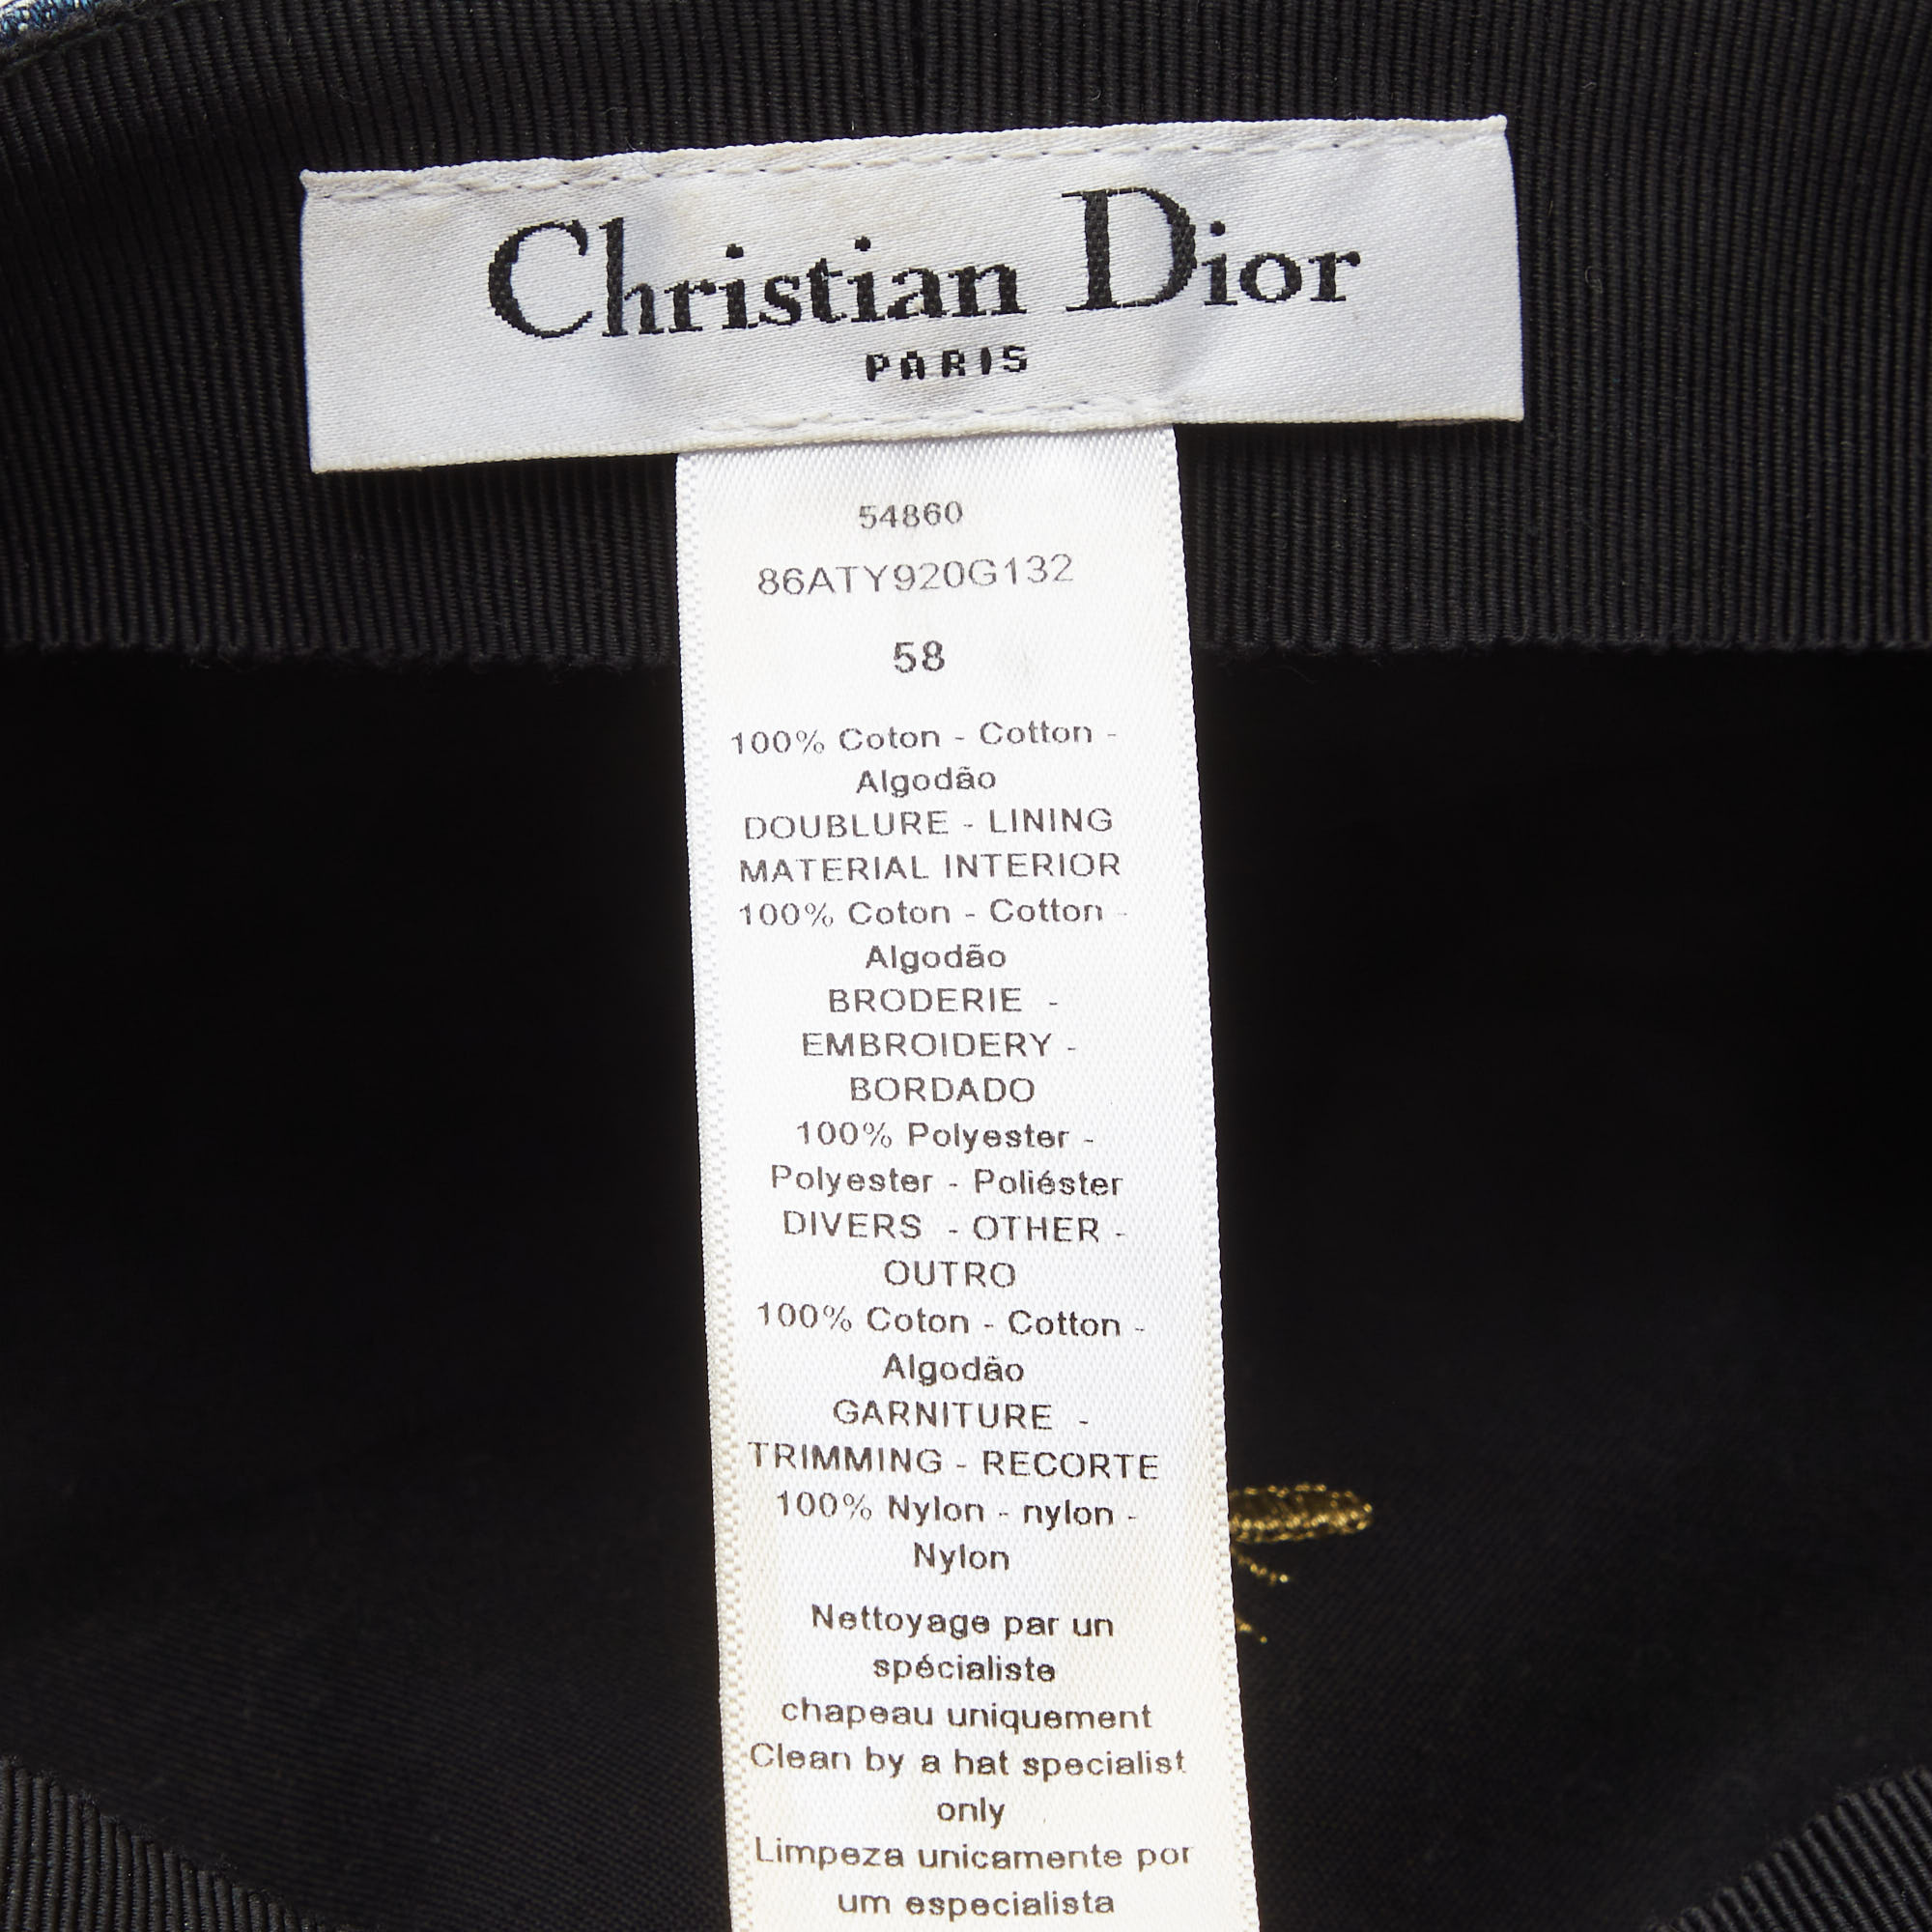 Christian Dior
PARIS
54860
86ATY920G132
58
100% Coton - Cotton -
Algodão
DOUBLURE - LINING
MATERIAL INTERIOR
100% Coton - Cotton -
Algodão
BRODERIE -
EMBROIDERY -
BORDADO
100% Polyester -
Polyester - Poliéster
DIVERS - OTHER -
OUTRO
100% Coton - Cotton -
Algodão
GARNITURE -
TRIMMING - RECORTE
100% Nylon - nylon -
Nylon
Nettoyage par un
spécialiste
chapeau uniquement
Clean by a hat specialist
only
Limpeza unicamente por
um especialista